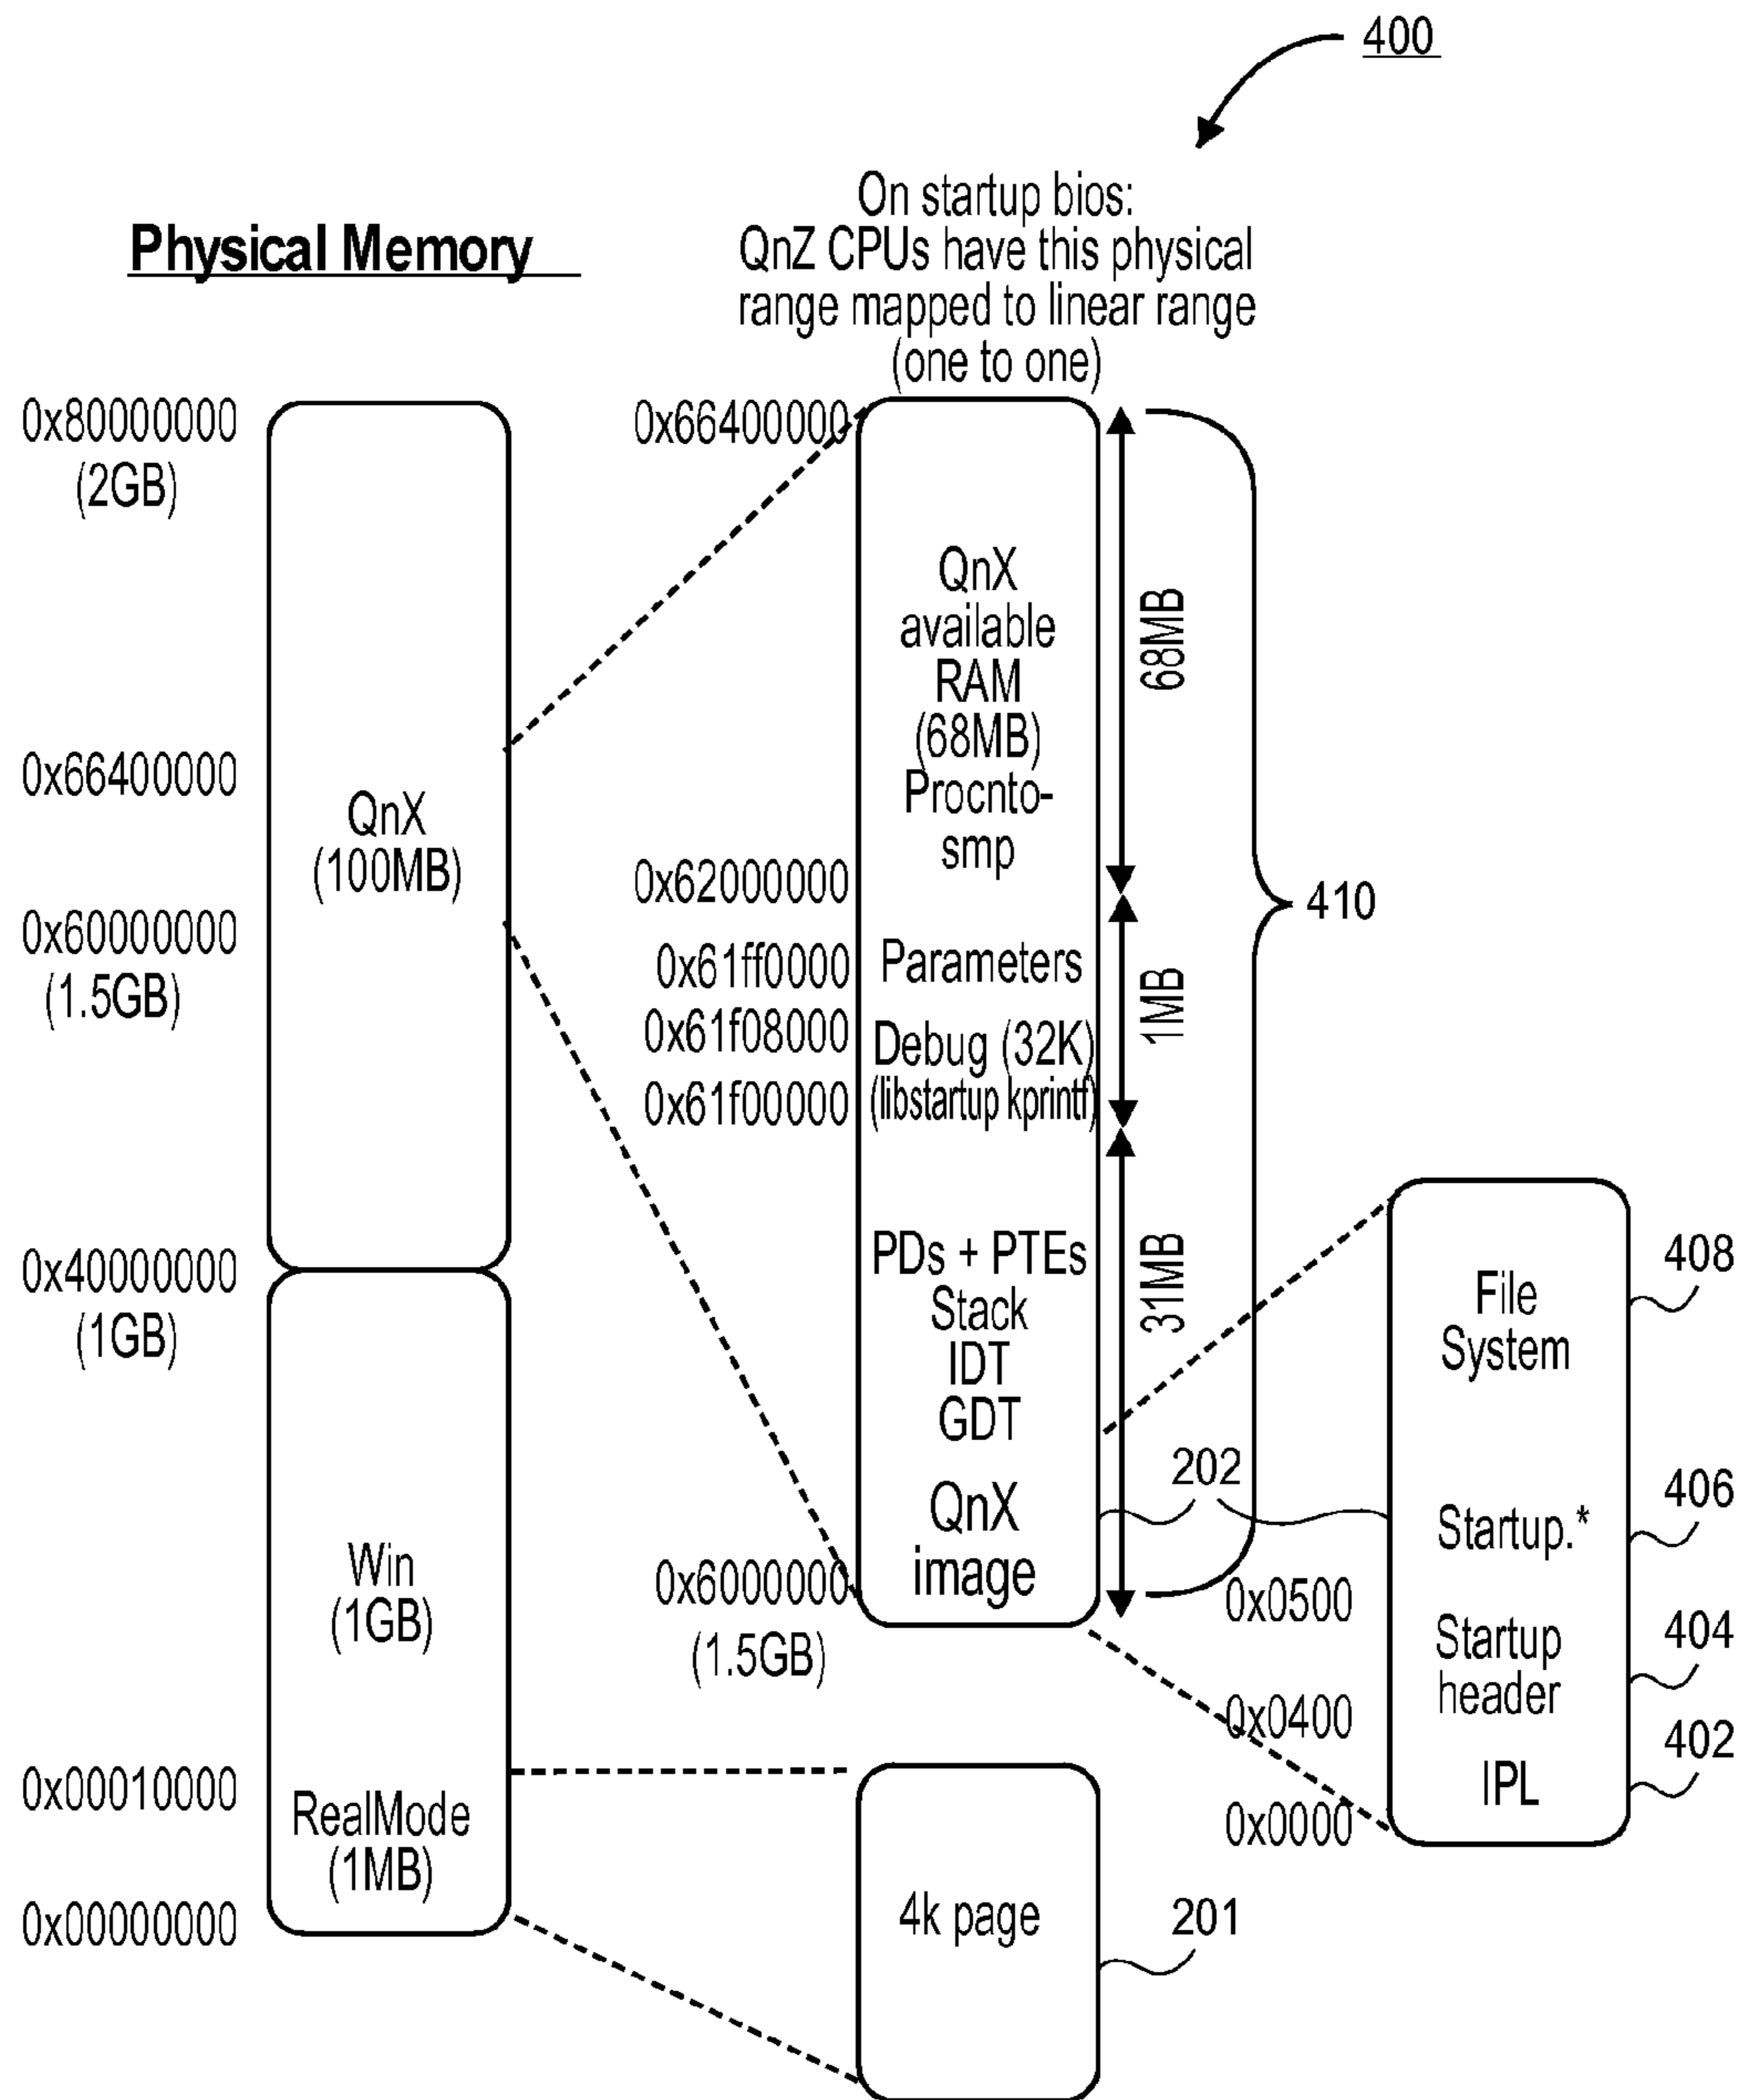 400
On startup bios:
QnZ CPUs have this physical
range mapped to linear range
(one to one)
Physical Memory
0x80000000
(2GB)
0x66400000
QnX
(100MB)
0x60000000
(1.5GB)
0x40000000
(1GB)
Win
(1GB)
0x00010000
RealMode
(1MB)
0x00000000
0x66400000
QnX
available
RAM
(68MB)
Procnto-
smp
68MB
0x62000000
0x61ff0000
Parameters
0x61f08000
Debug (32K)
(libstartup kprintf)
0x61f00000
1MB
PDs + PTEs
Stack
IDT
GDT
31MB
QnX
image
0x6000000
(1.5GB)
202
410
4k page
201
File
System
408
Startup.*
406
0x0500
Startup
header
404
0x0400
IPL
402
0x0000